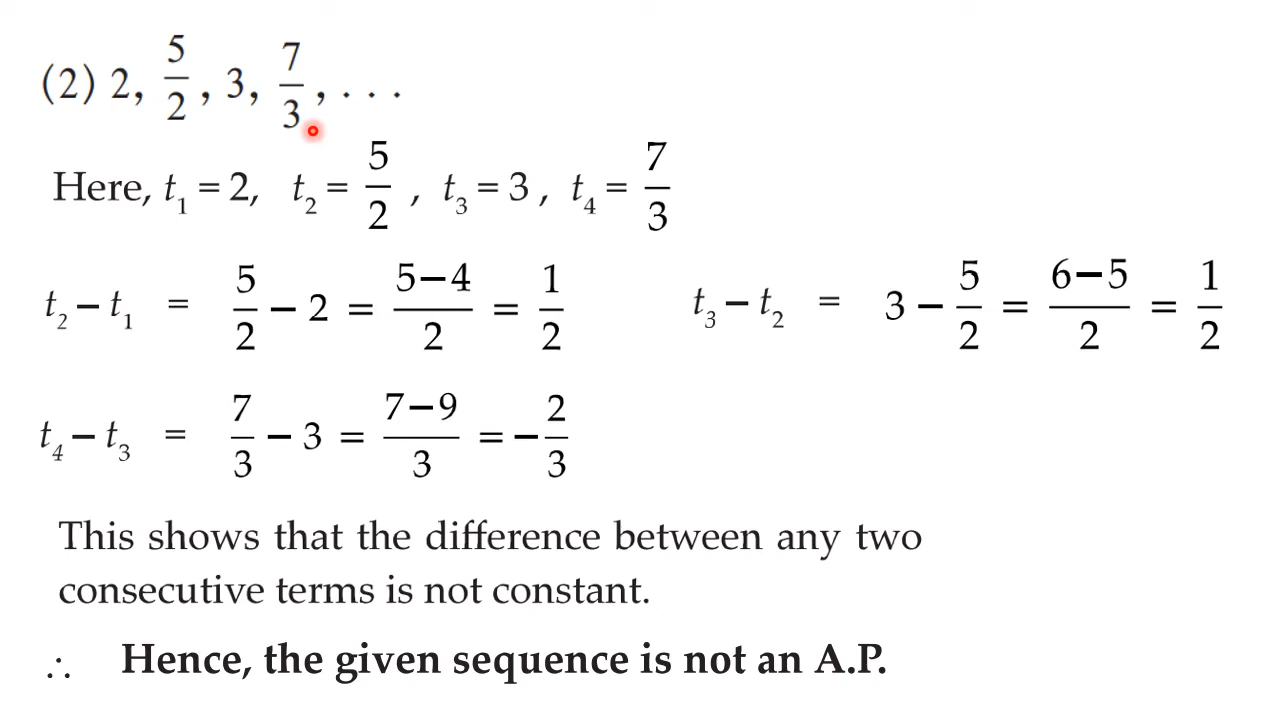 (2) 2, 5/2, 3, 7/3, . . .
Here, t₁ = 2, t₂ = 5/2 , t₃ = 3 , t₄ = 7/3
t₂ − t₁ = 5/2 − 2 = (5−4)/2 = 1/2 t₃ − t₂ = 3 − 5/2 = (6−5)/2 = 1/2
t₄ − t₃ = 7/3 − 3 = (7−9)/3 = −2/3
This shows that the difference between any two
consecutive terms is not constant.
∴ Hence, the given sequence is not an A.P.